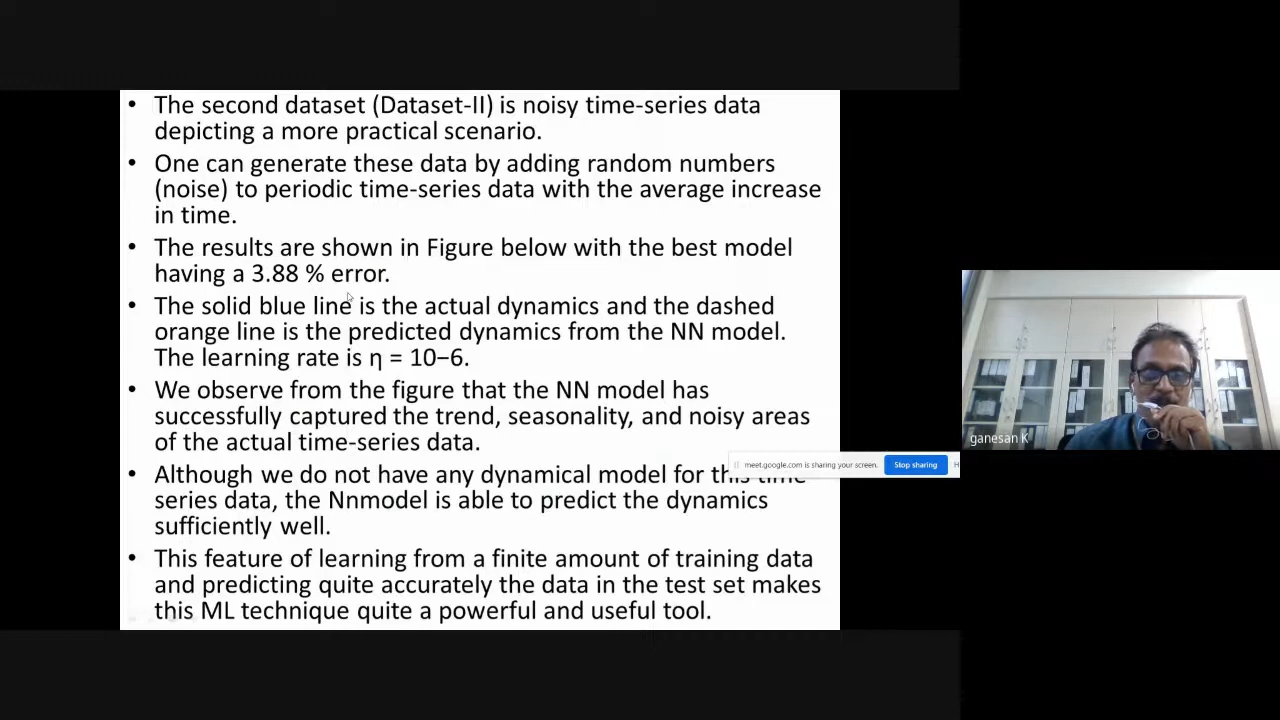 • The second dataset (Dataset-II) is noisy time-series data
depicting a more practical scenario.
• One can generate these data by adding random numbers
(noise) to periodic time-series data with the average increase
in time.
• The results are shown in Figure below with the best model
having a 3.88 % error.
• The solid blue line is the actual dynamics and the dashed
orange line is the predicted dynamics from the NN model.
The learning rate is η = 10−6.
• We observe from the figure that the NN model has
successfully captured the trend, seasonality, and noisy areas
of the actual time-series data.
• Although we do not have any dynamical model for this time
series data, the Nnmodel is able to predict the dynamics
sufficiently well.
• This feature of learning from a finite amount of training data
and predicting quite accurately the data in the test set makes
this ML technique quite a powerful and useful tool.
meet.google.com is sharing your screen.
Stop sharing
H
ganesan K